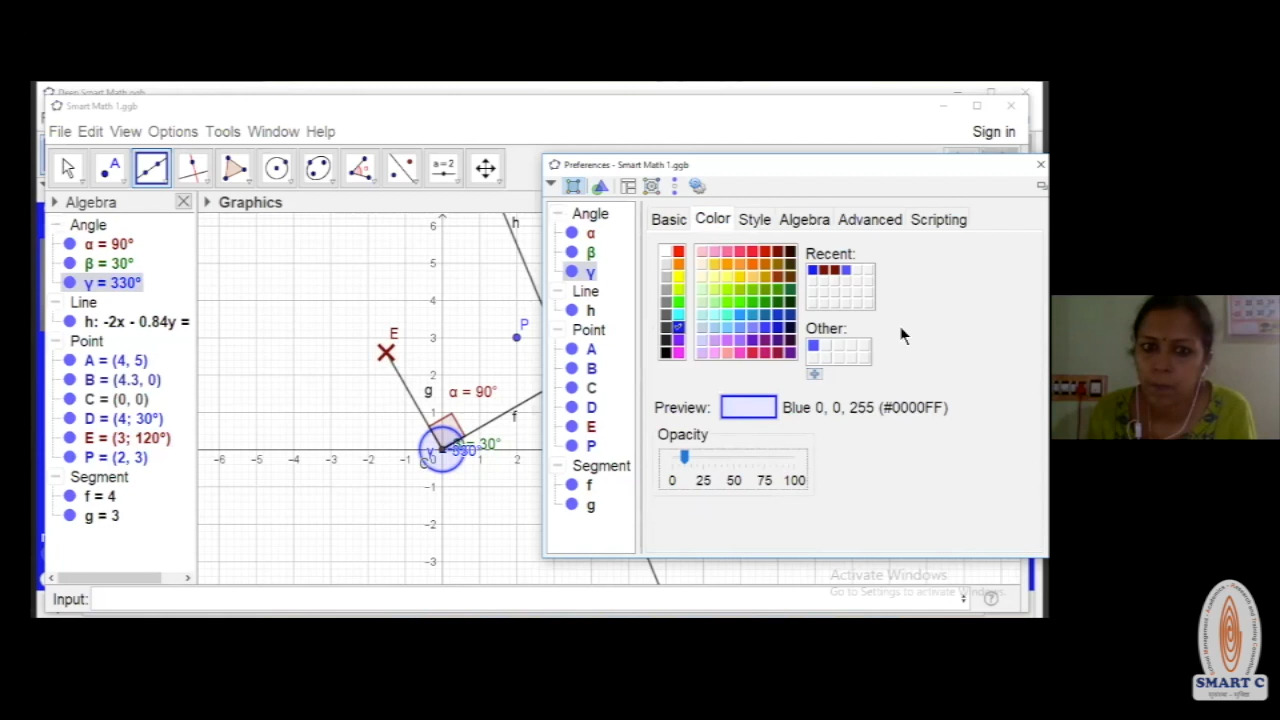 Deen Smart Math.ggb
Smart Math 1.ggb
File Edit View Options Tools Window Help
Sign in
A
a=2
Preferences - Smart Math 1.ggb
Algebra
Graphics
Angle
α = 90°
β = 30°
γ = 330°
Line
h: -2x - 0.84y =
Point
A = (4, 5)
B = (4.3, 0)
C = (0, 0)
D = (4; 30°)
E = (3; 120°)
P = (2, 3)
Segment
f = 4
g = 3
6
5
4
3
2
1
-1
-2
-3
-6 -5 -4 -3 -2 -1 0 1 2
h
E
P
g
α = 90°
f
= 30°
C
Angle
α
β
γ
Line
h
Point
A
B
C
D
E
P
Segment
f
g
Basic Color Style Algebra Advanced Scripting
Recent:
Other:
Preview:
Blue 0, 0, 255 (#0000FF)
Opacity
0 25 50 75 100
Activate Windows
Go to Settings to activate Windows.
Input:
SMART C